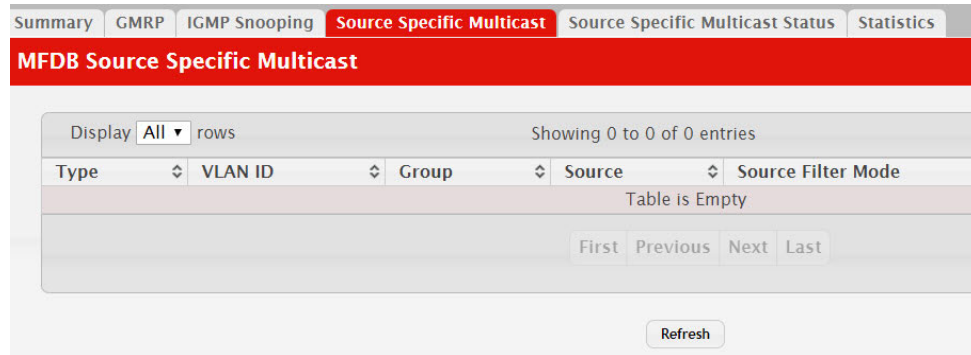 Summary GMRP IGMP Snooping Source Specific Multicast Source Specific Multicast Status Statistics
MFDB Source Specific Multicast
Display All rows Showing 0 to 0 of 0 entries
Type VLAN ID Group Source Source Filter Mode
Table is Empty
First Previous Next Last
Refresh